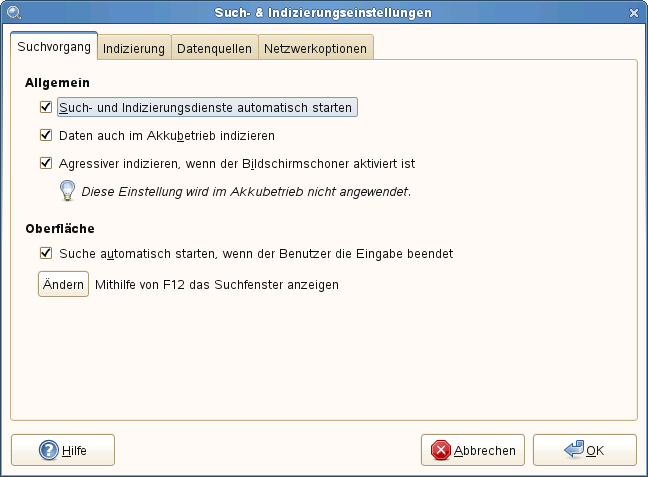 Such- & Indizierungseinstellungen
Suchvorgang Indizierung Datenquellen Netzwerkoptionen
Allgemein
Such- und Indizierungsdienste automatisch starten
Daten auch im Akkubetrieb indizieren
Agressiver indizieren, wenn der Bildschirmschoner aktiviert ist
Diese Einstellung wird im Akkubetrieb nicht angewendet.
Oberfläche
Suche automatisch starten, wenn der Benutzer die Eingabe beendet
Ändern Mithilfe von F12 das Suchfenster anzeigen
Hilfe Abbrechen OK